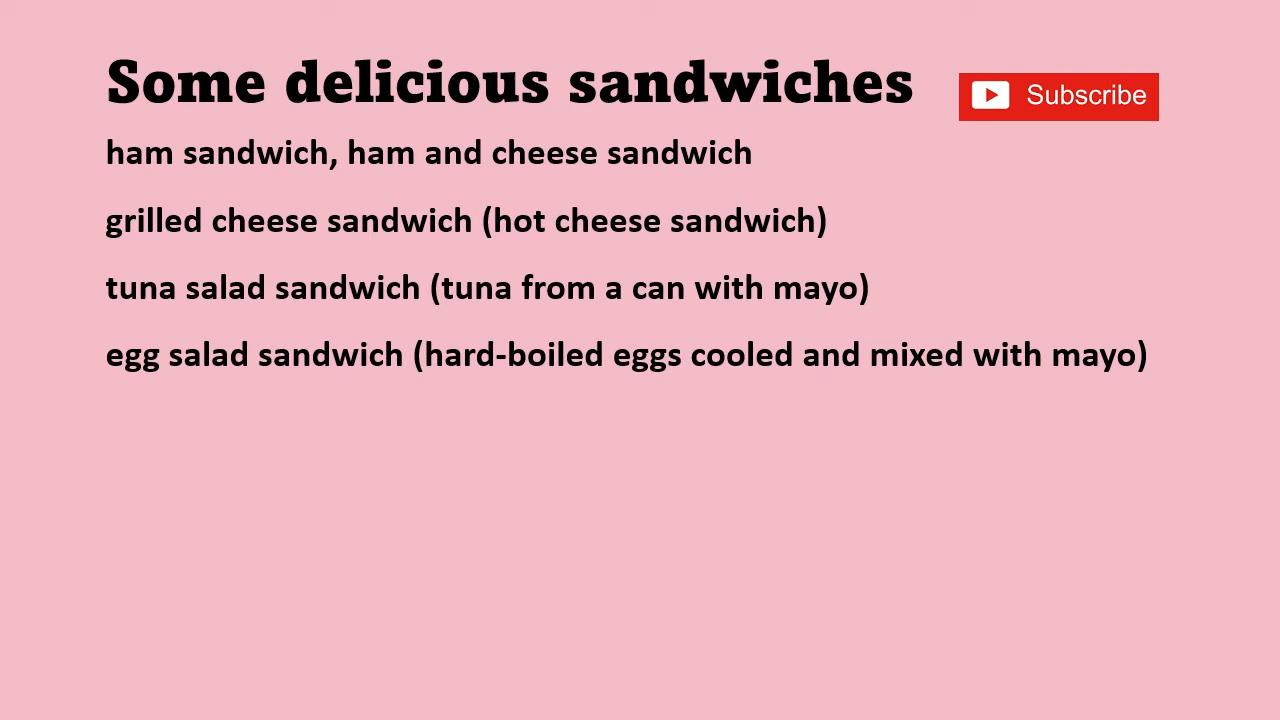 Some delicious sandwiches
Subscribe
ham sandwich, ham and cheese sandwich
grilled cheese sandwich (hot cheese sandwich)
tuna salad sandwich (tuna from a can with mayo)
egg salad sandwich (hard-boiled eggs cooled and mixed with mayo)